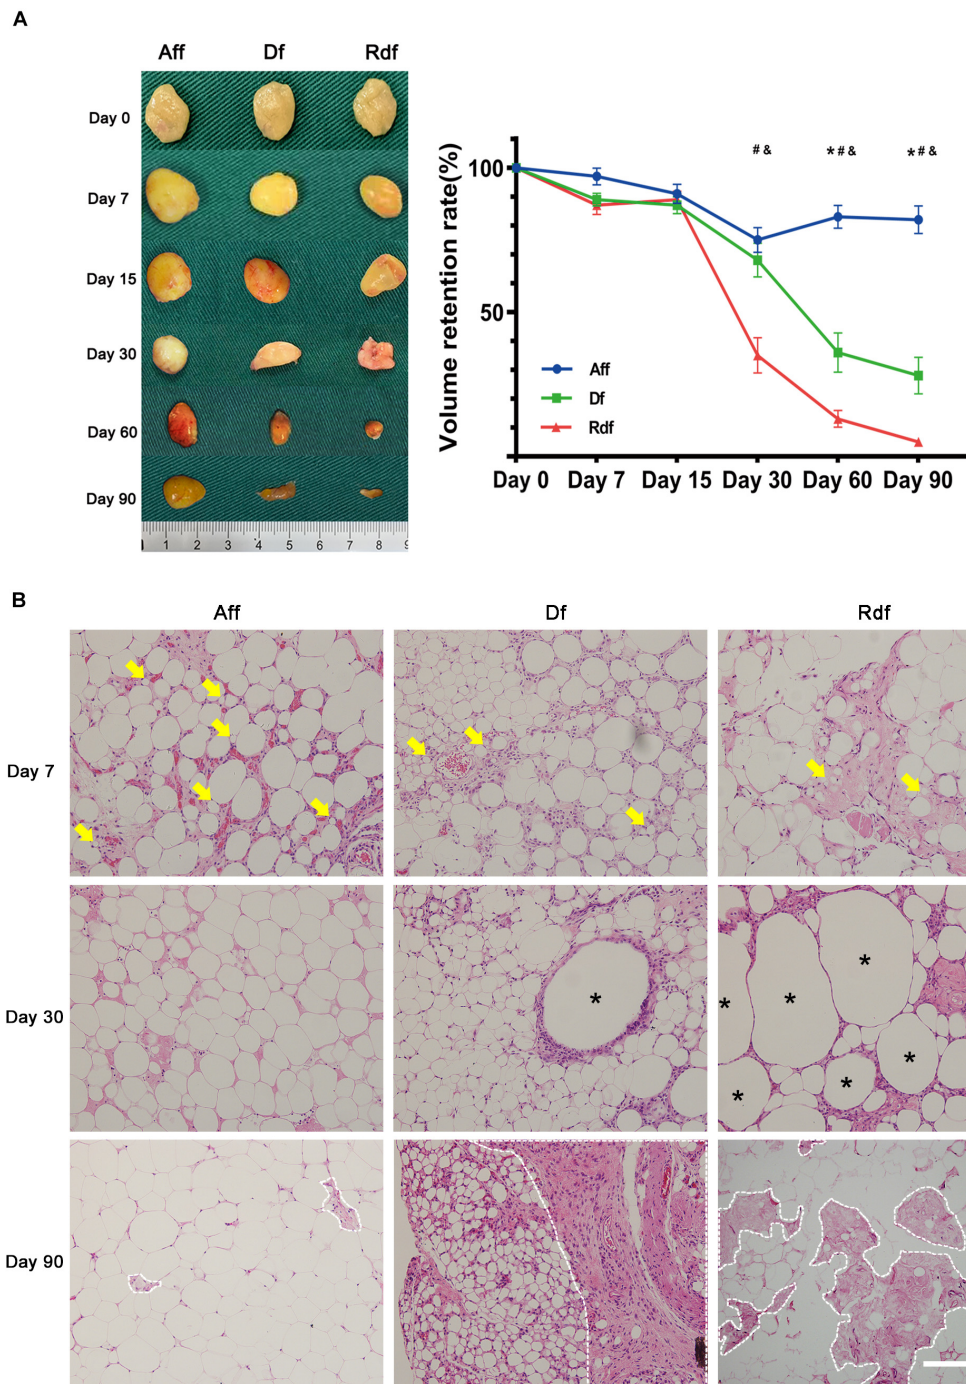 A
Aff Df Rdf
Day 0
Day 7
Day 15
Day 30
Day 60
Day 90
1 2 3 4 5 6 7 8 9
Volume retention rate(%)
100
50
# &
* # &
* # &
Aff
Df
Rdf
Day 0 Day 7 Day 15 Day 30 Day 60 Day 90
B
Aff Df Rdf
Day 7
Day 30
*
* * * * * *
Day 90